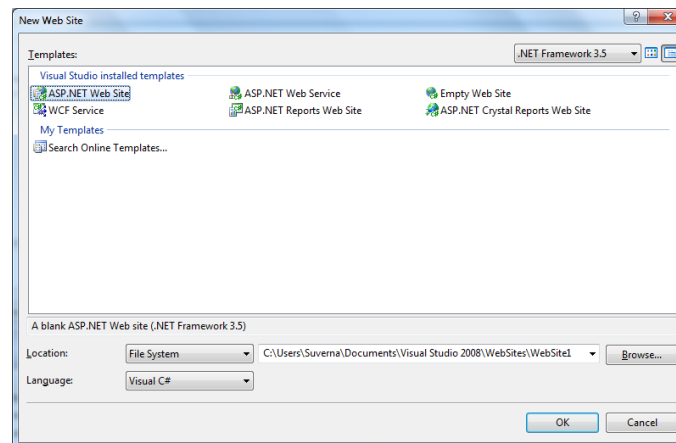 New Web Site
Templates:
.NET Framework 3.5
Visual Studio installed templates
ASP.NET Web Site ASP.NET Web Service Empty Web Site
WCF Service ASP.NET Reports Web Site ASP.NET Crystal Reports Web Site
My Templates
Search Online Templates...
A blank ASP.NET Web site (.NET Framework 3.5)
Location: File System C:\Users\Suverna\Documents\Visual Studio 2008\WebSites\WebSite1 Browse...
Language: Visual C#
OK Cancel